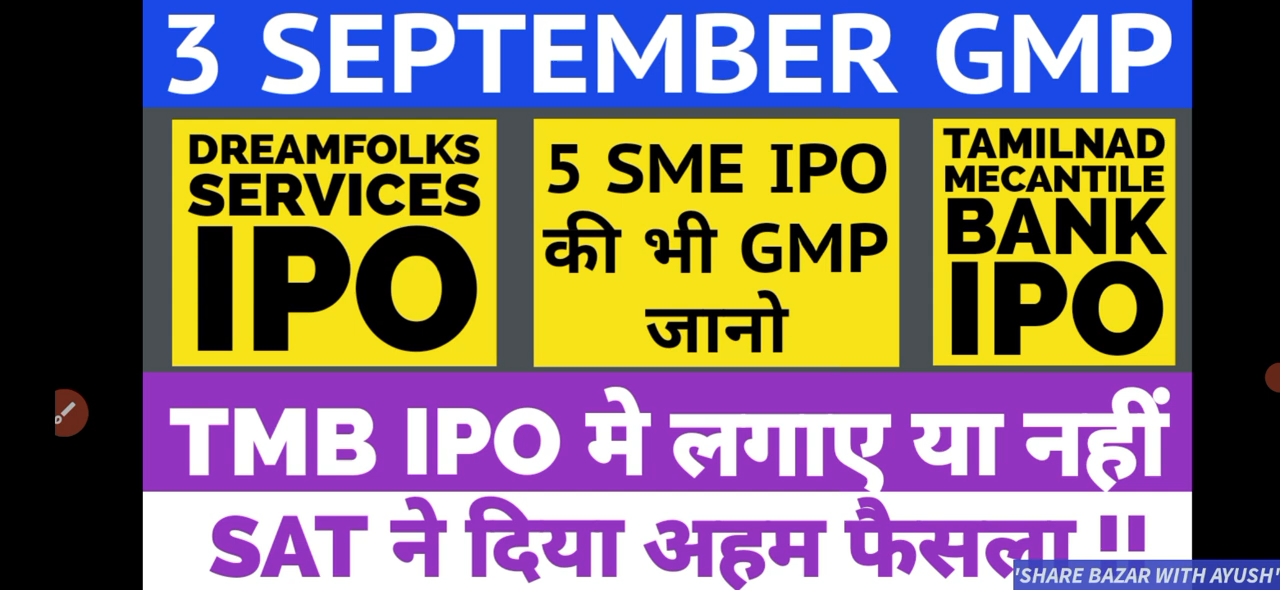 3 SEPTEMBER GMP
DREAMFOLKS
SERVICES
IPO
5 SME IPO
की भी GMP
जानो
TAMILNAD
MECANTILE
BANK
IPO
TMB IPO मे लगाए या नहीं
SAT ने दिया अहम फैसला !!
'SHARE BAZAR WITH AYUSH'